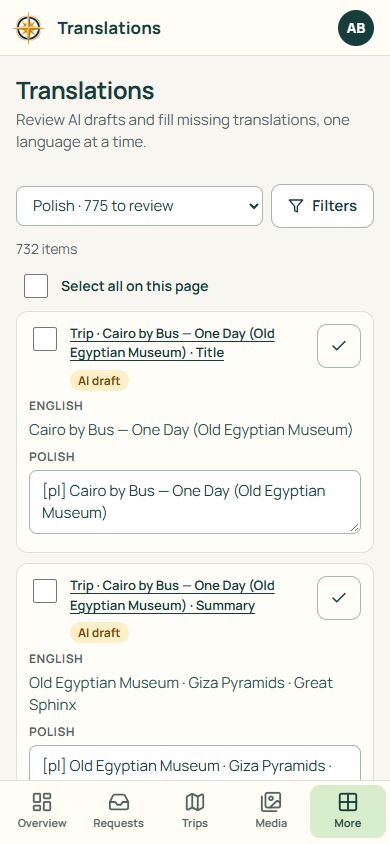 Translations
AB
Translations
Review AI drafts and fill missing translations, one
language at a time.
Polish · 775 to review
Filters
732 items
Select all on this page
Trip · Cairo by Bus — One Day (Old
Egyptian Museum) · Title
AI draft
ENGLISH
Cairo by Bus — One Day (Old Egyptian Museum)
POLISH
[pl] Cairo by Bus — One Day (Old Egyptian
Museum)
Trip · Cairo by Bus — One Day (Old
Egyptian Museum) · Summary
AI draft
ENGLISH
Old Egyptian Museum · Giza Pyramids · Great
Sphinx
POLISH
[pl] Old Egyptian Museum · Giza Pyramids ·
Overview
Requests
Trips
Media
More